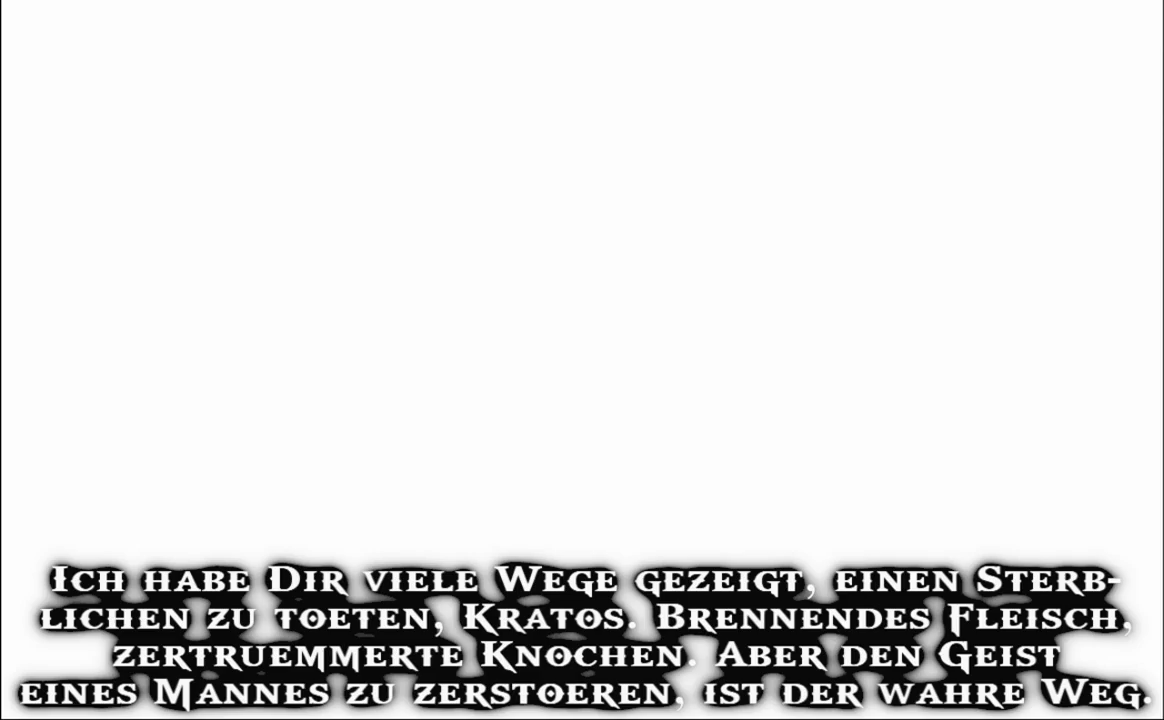 Ich habe Dir viele Wege gezeigt, einen Sterb-
lichen zu toeten, Kratos. Brennendes Fleisch,
zertruemmerte Knochen. Aber den Geist
eines Mannes zu zerstoeren, ist der wahre Weg.